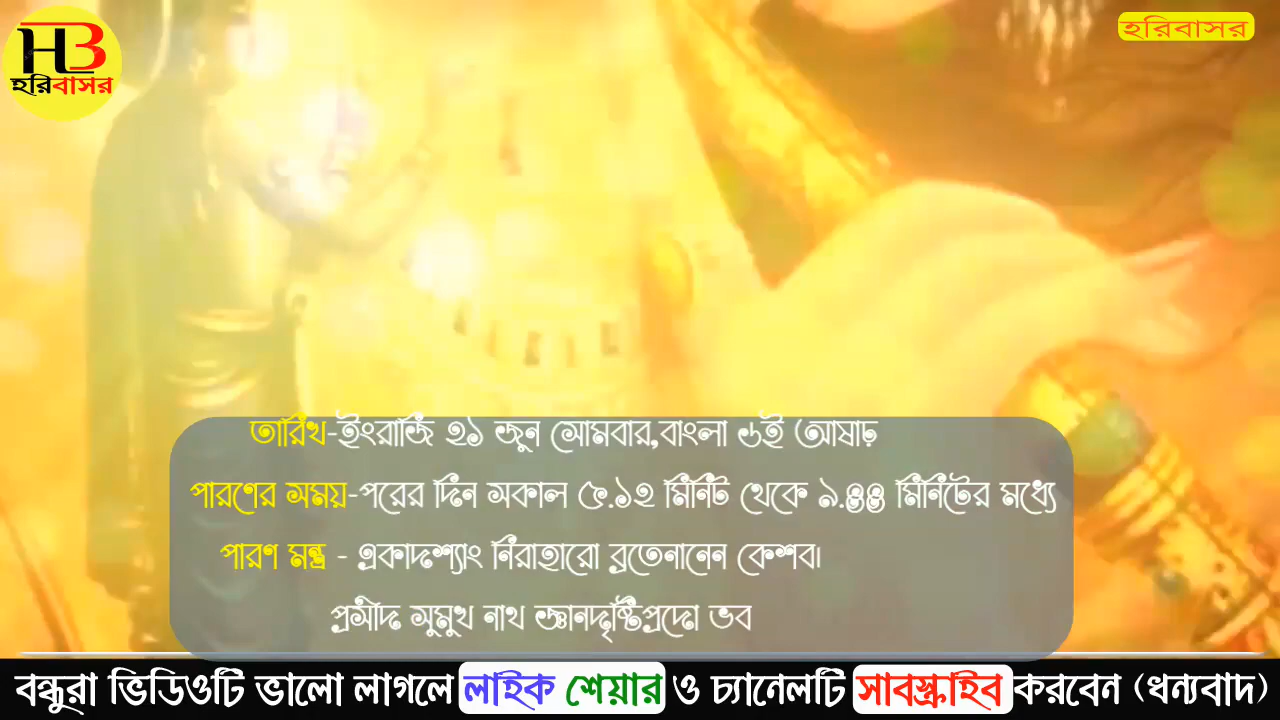 HB
হরিবাসর
হরিবাসর
তারিখ-ইংরাজি ২১ জুন সোমবার,বাংলা ৬ই আষাঢ়
পারণের সময়-পরের দিন সকাল ৫.১২ মিনিট থেকে ৯.৪৪ মিনিটের মধ্যে
পারণ মন্ত্র - একাদশ্যাং নিরাহারো ব্রতেনানেন কেশব।
প্রসীদ সুমুখ নাথ জ্ঞানদৃষ্টিপ্রদো ভব
বন্ধুরা ভিডিওটি ভালো লাগলে লাইক শেয়ার ও চ্যানেলটি সাবস্ক্রাইব করবেন (ধন্যবাদ)